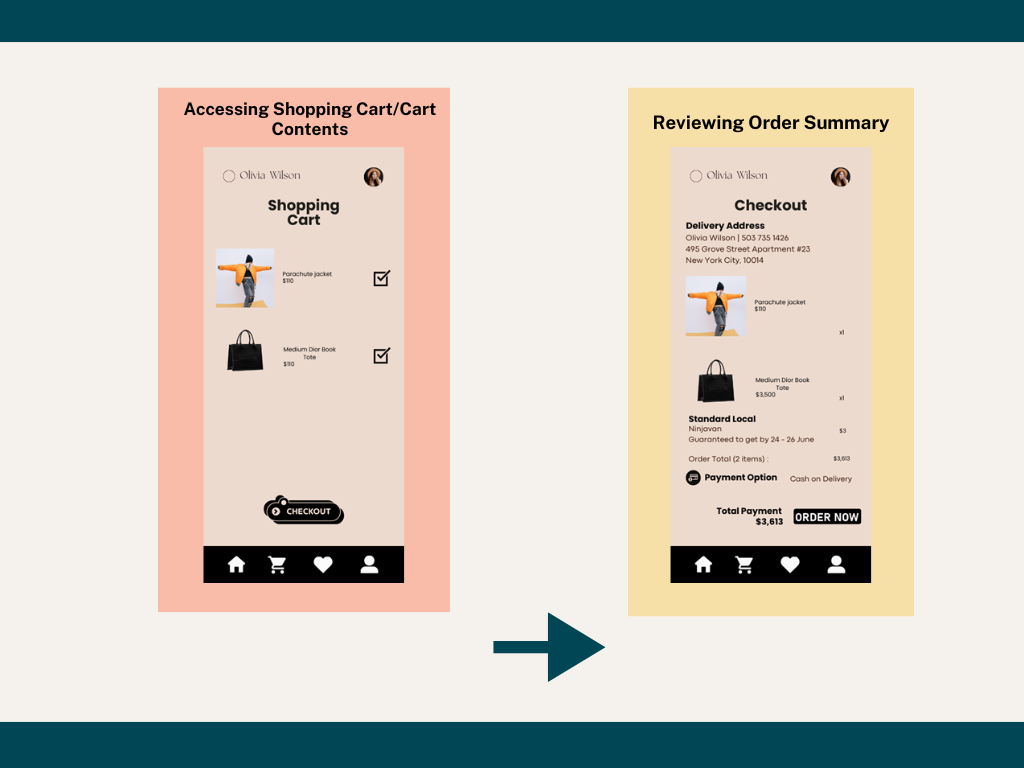 Accessing Shopping Cart/Cart
Contents
Olivia Wilson
Shopping
Cart
Parachute jacket
$110
Medium Dior Book
Tote
$110
CHECKOUT
Reviewing Order Summary
Olivia Wilson
Checkout
Delivery Address
Olivia Wilson | 503 735 1426
495 Grove Street Apartment #23
New York City, 10014
Parachute jacket
$110
x1
Medium Dior Book
Tote
$3,500
x1
Standard Local
Ninjavan
$3
Guaranteed to get by 24 - 26 June
Order Total (2 items) : $3,613
Payment Option Cash on Delivery
Total Payment
$3,613
ORDER NOW